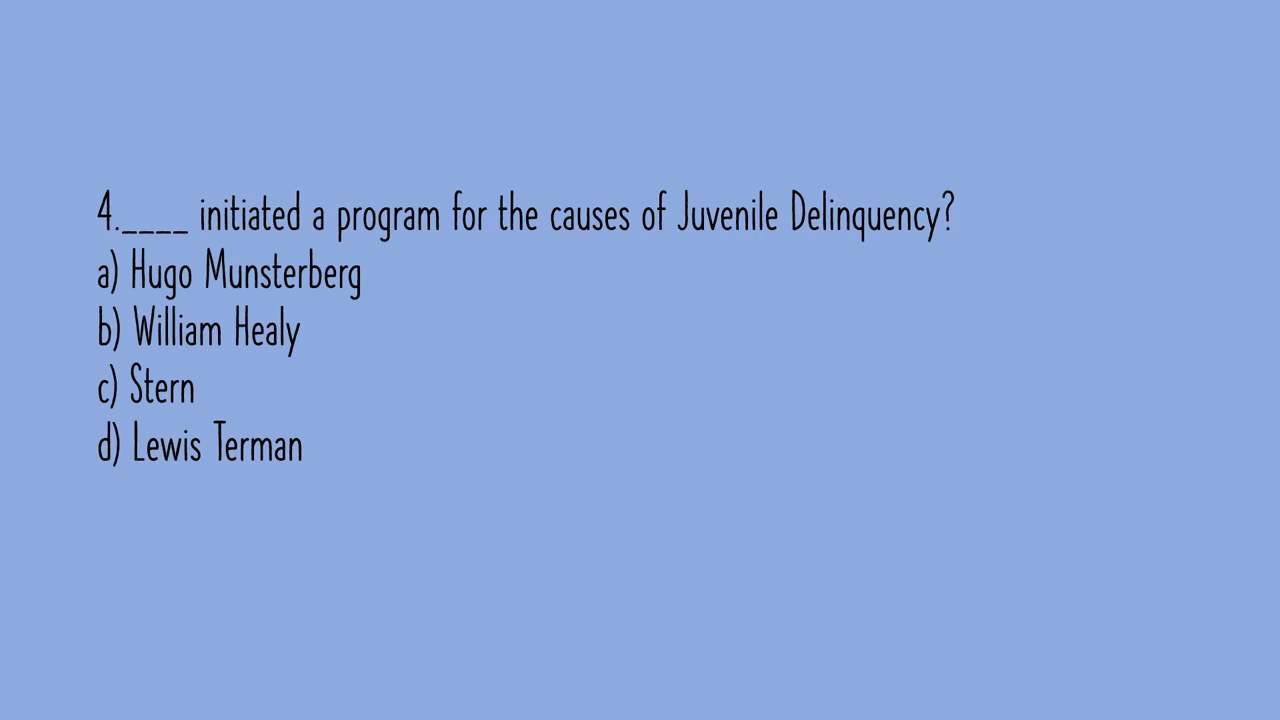 4.____ initiated a program for the causes of Juvenile Delinquency?
a) Hugo Munsterberg
b) William Healy
c) Stern
d) Lewis Terman